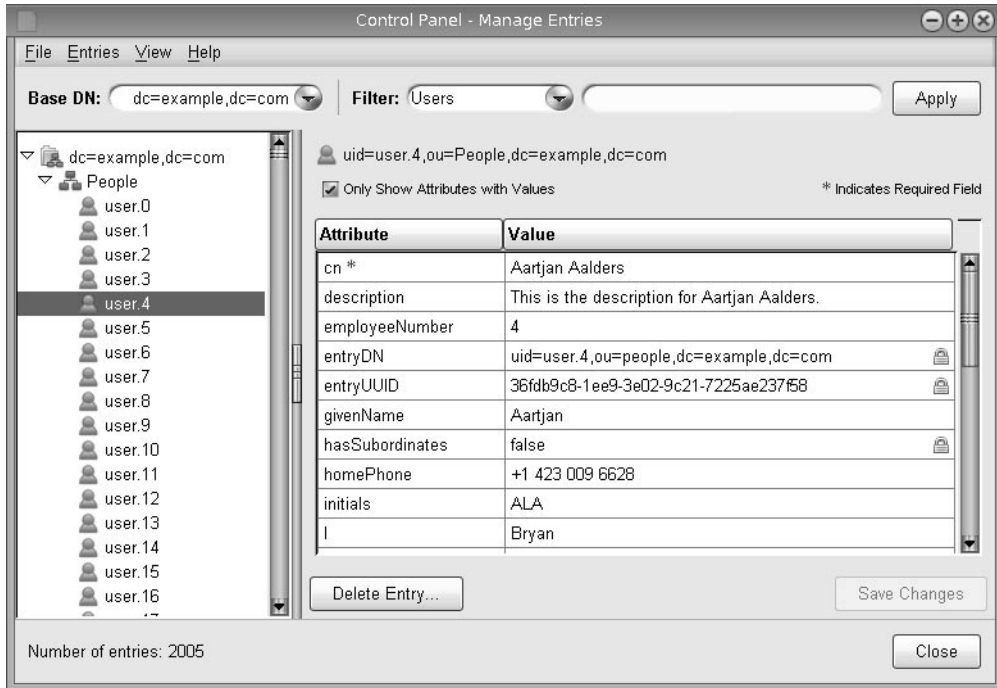 Control Panel - Manage Entries
File Entries View Help
Base DN: dc=example,dc=com Filter: Users Apply
dc=example,dc=com
People
user.0
user.1
user.2
user.3
user.4
user.5
user.6
user.7
user.8
user.9
user.10
user.11
user.12
user.13
user.14
user.15
user.16
uid=user.4,ou=People,dc=example,dc=com
Only Show Attributes with Values * Indicates Required Field
Attribute Value
cn * Aartjan Aalders
description This is the description for Aartjan Aalders.
employeeNumber 4
entryDN uid=user.4,ou=people,dc=example,dc=com
entryUUID 36fdb9c8-1ee9-3e02-9c21-7225ae237f58
givenName Aartjan
hasSubordinates false
homePhone +1 423 009 6628
initials ALA
l Bryan
Delete Entry... Save Changes
Number of entries: 2005 Close